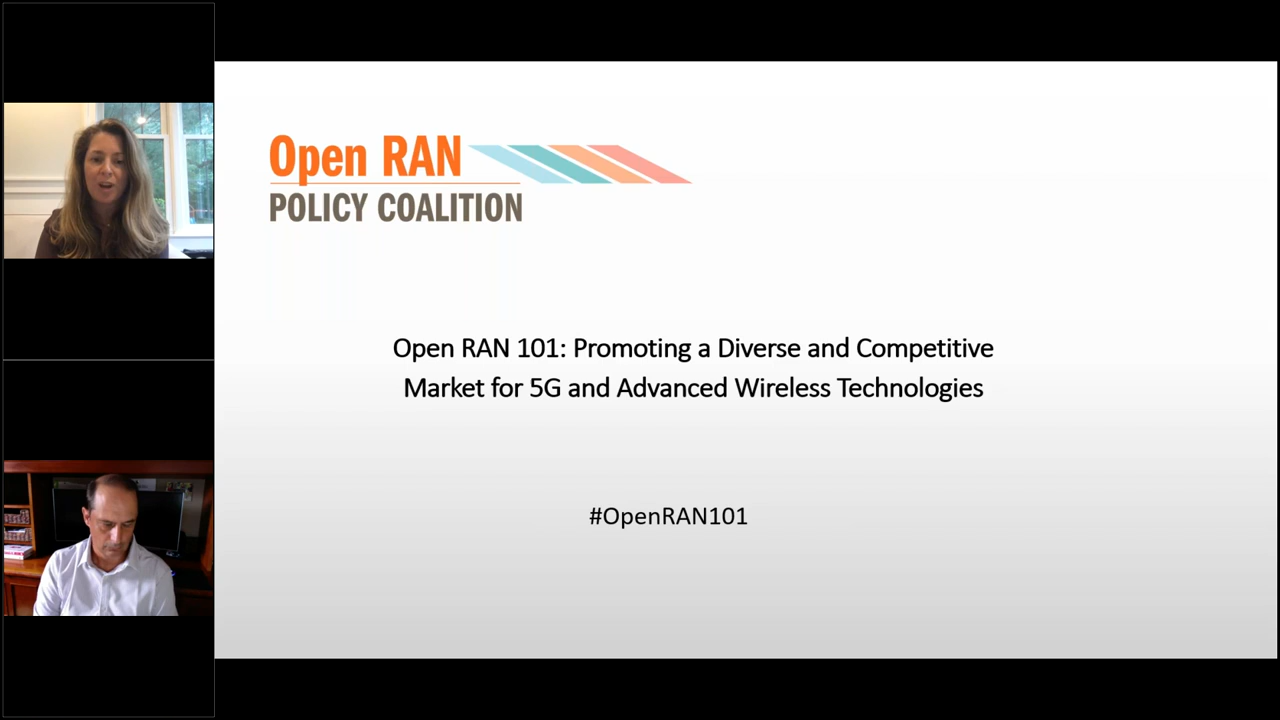 Open RAN
POLICY COALITION
Open RAN 101: Promoting a Diverse and Competitive
Market for 5G and Advanced Wireless Technologies
#OpenRAN101